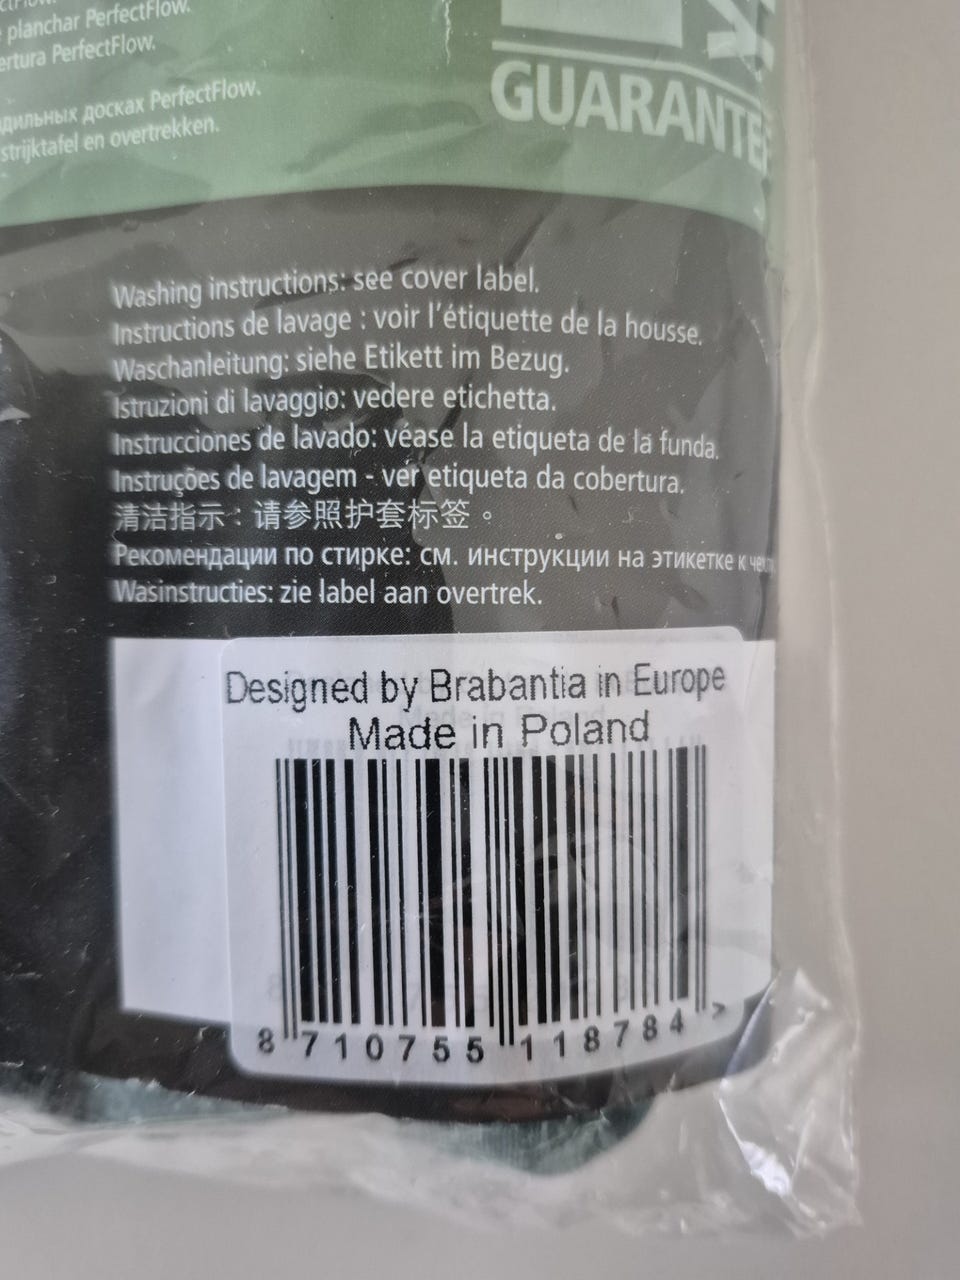 planchar PerfectFlow.
PerfectFlow.
досках PerfectFlow.
strijktafel en overtrekken.
GUARANTEE
Washing instructions: see cover label.
Instructions de lavage : voir l'étiquette de la housse.
Waschanleitung: siehe Etikett im Bezug.
Istruzioni di lavaggio: vedere etichetta.
Instrucciones de lavado: véase la etiqueta de la funda.
Instruções de lavagem - ver etiqueta da cobertura.
清洁指示：请参照护套标签。
Рекомендации по стирке: см. инструкции на этикетке к
Wasinstructies: zie label aan overtrek.
Designed by Brabantia in Europe
Made in Poland
8 710755 118784 >